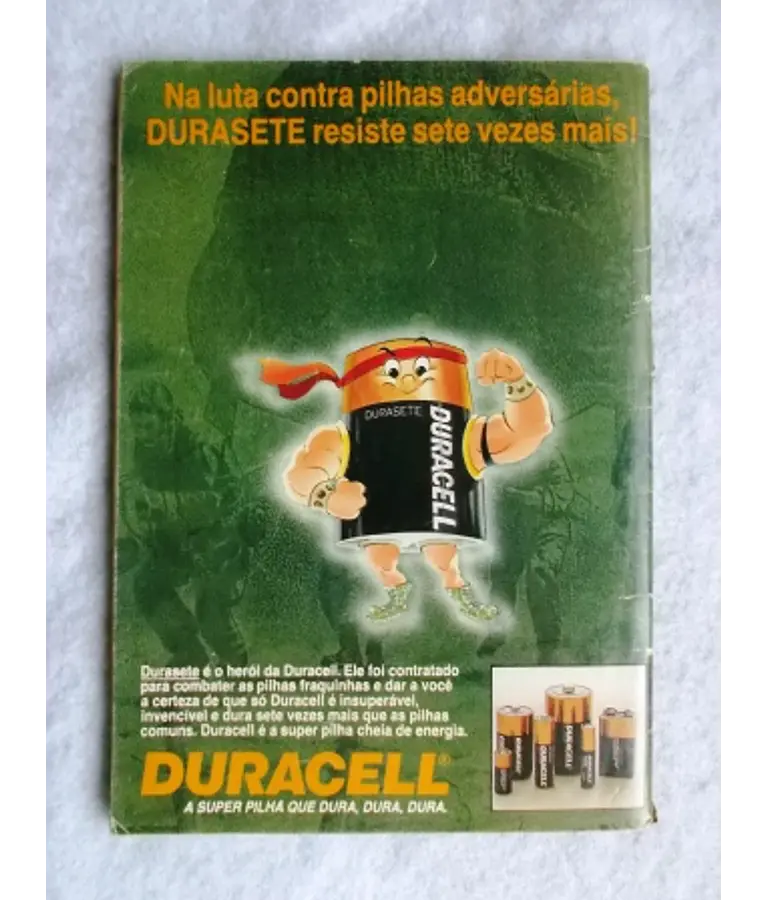 Na luta contra pilhas adversárias,
DURASETE resiste sete vezes mais!
DURASETE
DURACELL
Durasete é o herói da Duracell. Ele foi contratado
para combater as pilhas fraquinhas e dar a você
a certeza de que só Duracell é insuperável,
invencível e dura sete vezes mais que as pilhas
comuns. Duracell é a super pilha cheia de energia.
DURACELL®
A SUPER PILHA QUE DURA, DURA, DURA.
DURACELL
DURACELL